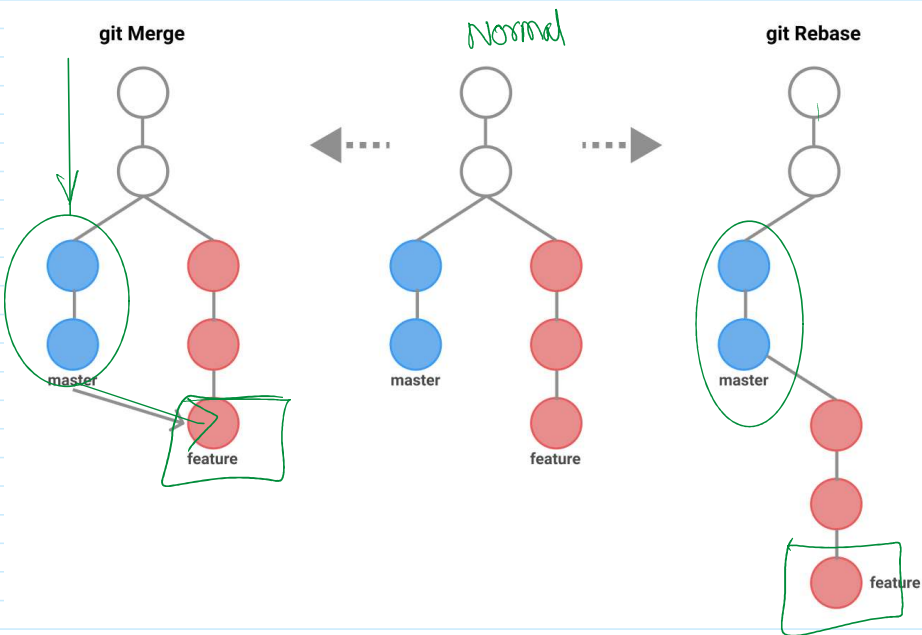 git Merge
Normal
git Rebase
master
feature
master
feature
master
feature